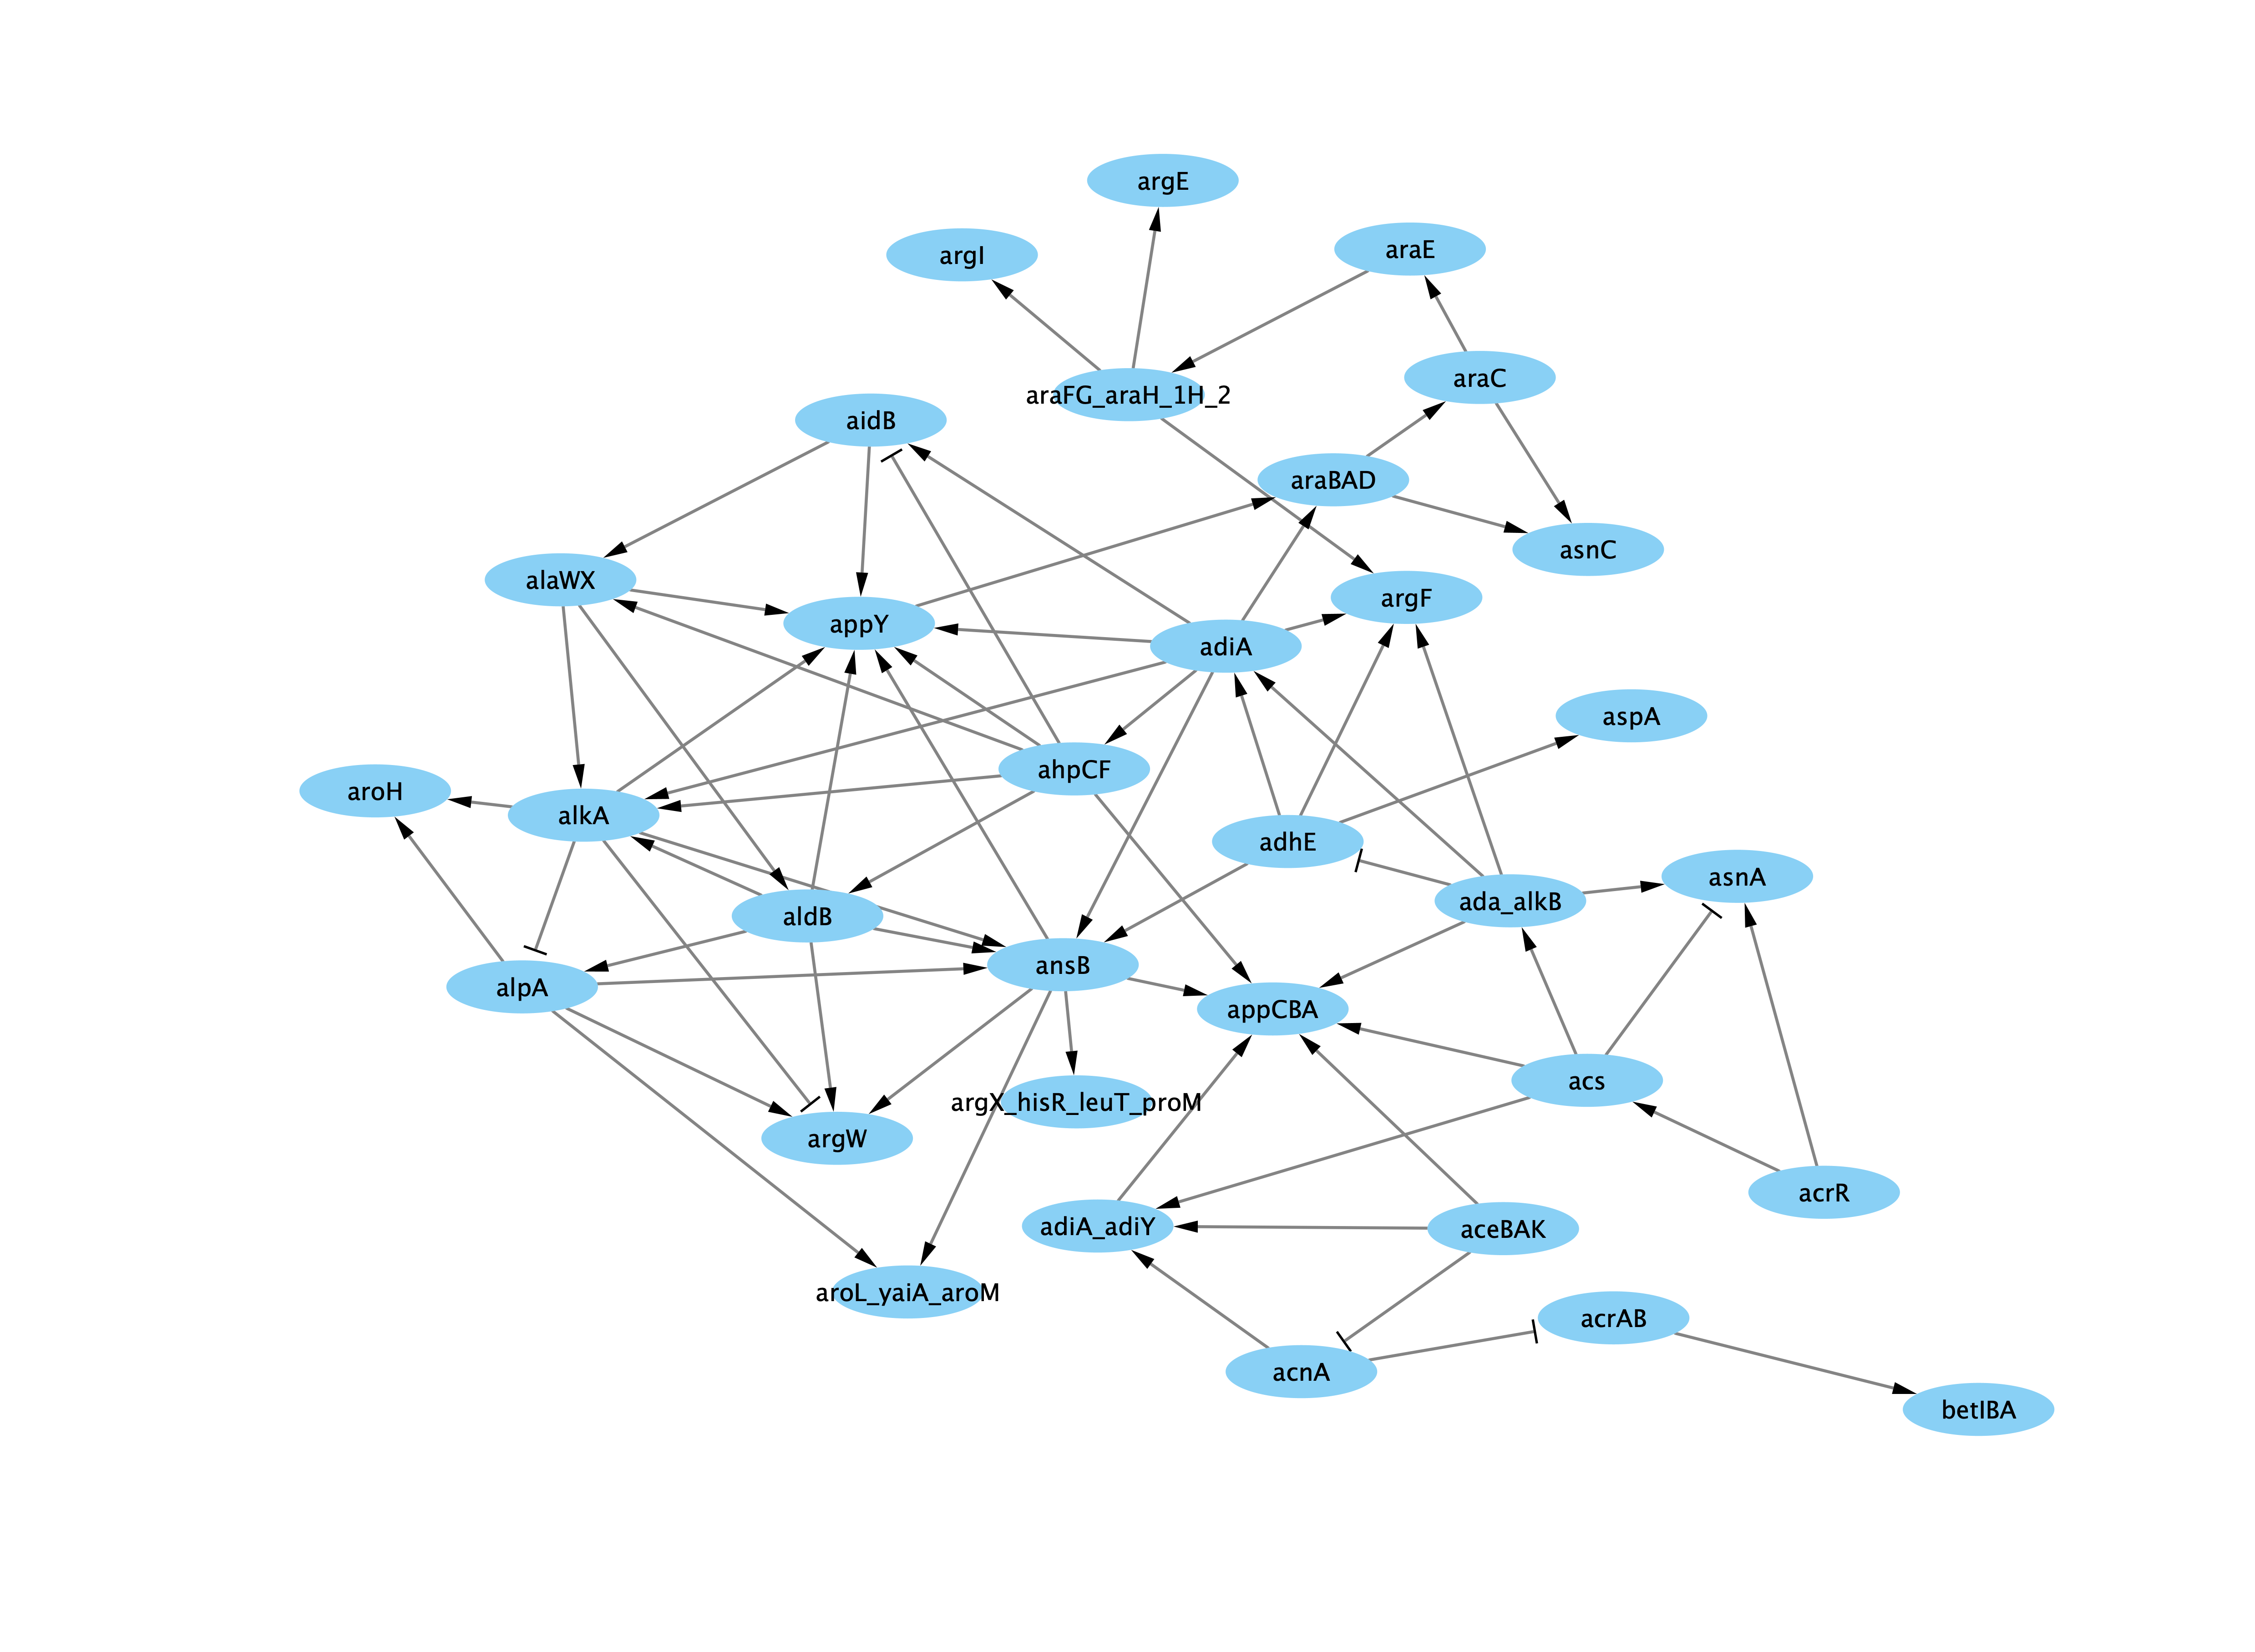 argE
araE
argI
araC
araFG_araH_1H_2
aidB
araBAD
asnC
alaWX
argF
appY
adiA
aspA
ahpCF
aroH
alkA
adhE
asnA
ada_alkB
aldB
ansB
alpA
appCBA
acs
argX_hisR_leuT_proM
argW
acrR
adiA_adiY
aceBAK
aroL_yaiA_aroM
acrAB
acnA
betIBA